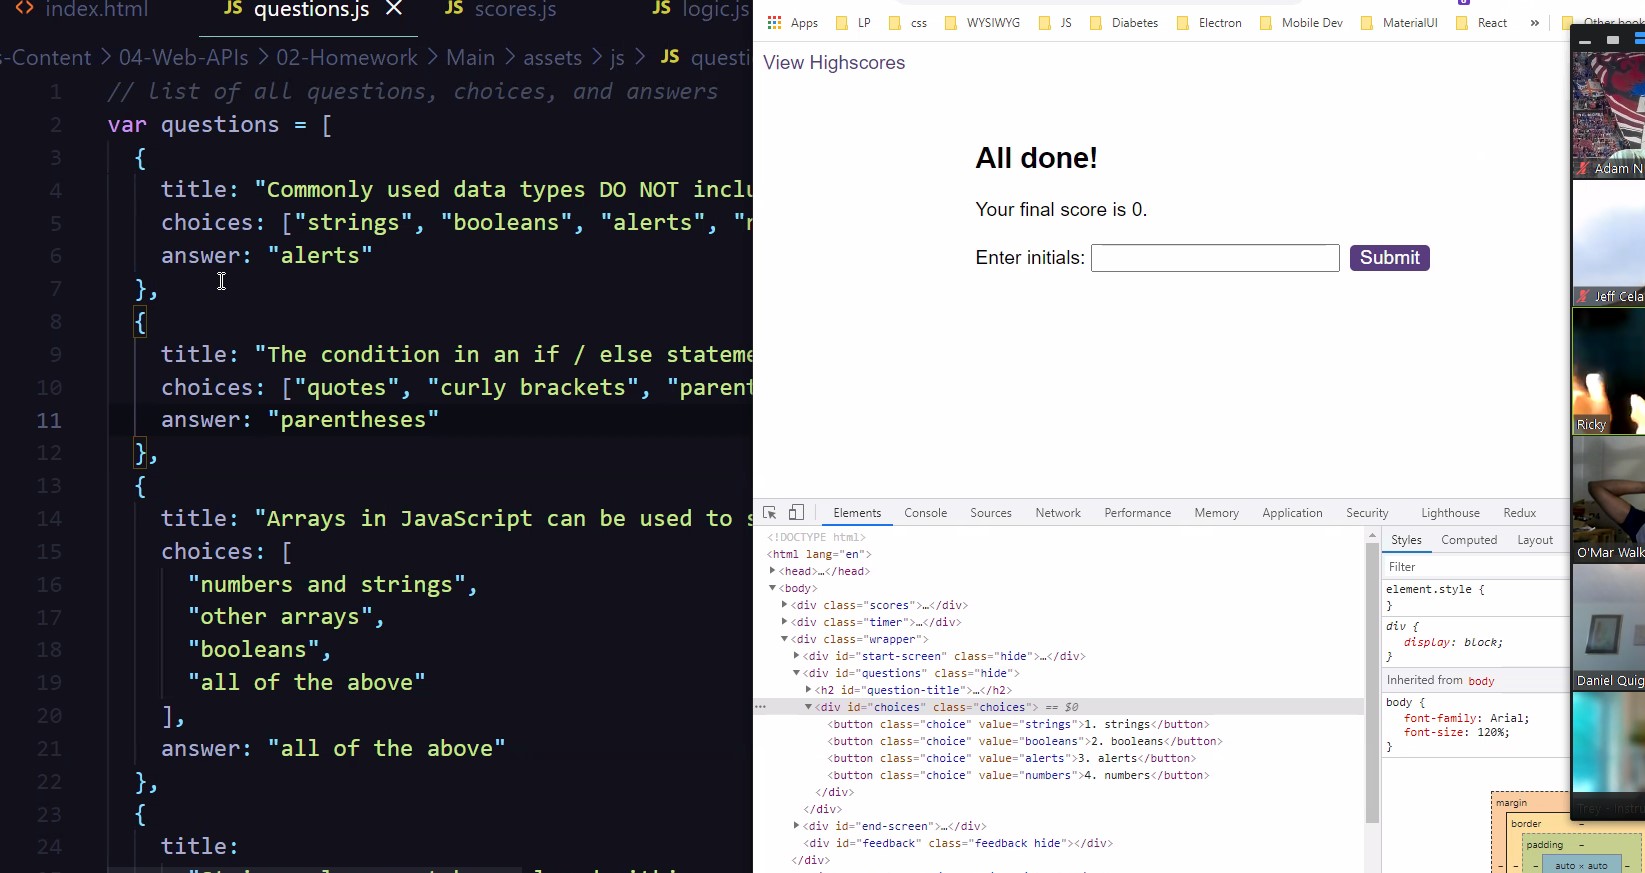 index.html
JS questions.js
JS scores.js
JS logic.js
s-Content > 04-Web-APIs > 02-Homework > Main > assets > js > JS questi
1 // list of all questions, choices, and answers
2 var questions = [
3 {
4 title: "Commonly used data types DO NOT inclu
5 choices: ["strings", "booleans", "alerts", "n
6 answer: "alerts"
7 },
8 {
9 title: "The condition in an if / else stateme
10 choices: ["quotes", "curly brackets", "parent
11 answer: "parentheses"
12 },
13 {
14 title: "Arrays in JavaScript can be used to s
15 choices: [
16 "numbers and strings",
17 "other arrays",
18 "booleans",
19 "all of the above"
20 ],
21 answer: "all of the above"
22 },
23 {
24 title:
Apps LP css WYSIWYG JS Diabetes Electron Mobile Dev MaterialUI React » Other book
View Highscores
All done!
Your final score is 0.
Enter initials: Submit
Elements Console Sources Network Performance Memory Application Security Lighthouse Redux
<!DOCTYPE html>
<html lang="en">
<head>…</head>
<body>
<div class="scores">…</div>
<div class="timer">…</div>
<div class="wrapper">
<div id="start-screen" class="hide">…</div>
<div id="questions" class="hide">
<h2 id="question-title">…</h2>
<div id="choices" class="choices"> == $0
<button class="choice" value="strings">1. strings</button>
<button class="choice" value="booleans">2. booleans</button>
<button class="choice" value="alerts">3. alerts</button>
<button class="choice" value="numbers">4. numbers</button>
</div>
</div>
<div id="end-screen">…</div>
<div id="feedback" class="feedback hide"></div>
</div>
Styles Computed Layout
Filter
element.style {
}
div {
display: block;
}
Inherited from body
body {
font-family: Arial;
font-size: 120%;
}
margin
border –
padding –
– – – auto × auto –
Adam N
Jeff Cela
Ricky
O'Mar Walk
Daniel Quig